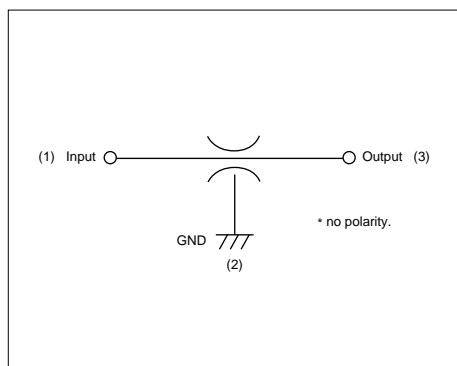 (1) Input Output (3)
* no polarity.
GND
(2)